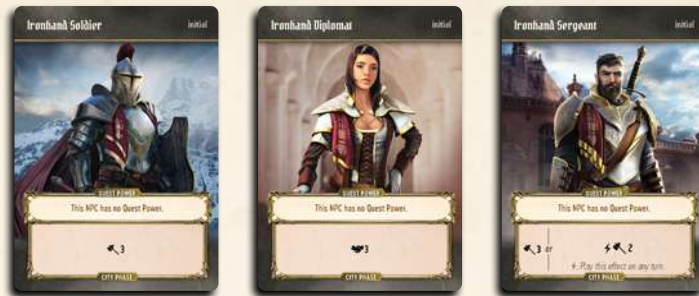 Ironhand Soldier initial
QUEST POWER
This NPC has no Quest Power.
3
CITY PHASE
Ironhand Diplomat initial
QUEST POWER
This NPC has no Quest Power.
3
CITY PHASE
Ironhand Sergeant initial
QUEST POWER
This NPC has no Quest Power.
3 or 2
: Play this effect on any turn.
CITY PHASE